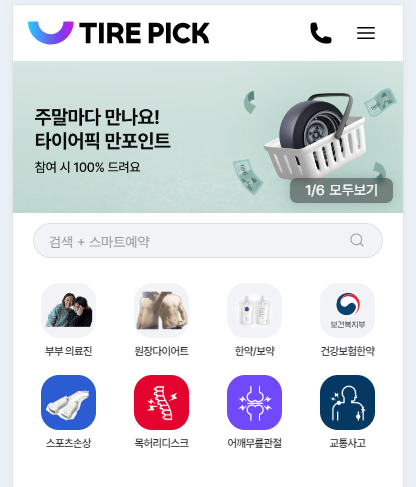 TIRE PICK
주말마다 만나요!
타이어픽 만포인트
참여 시 100% 드려요
1/6 모두보기
검색 + 스마트예약
보건복지부
부부 의료진
원장다이어트
한약/보약
건강보험한약
스포츠손상
목허리디스크
어깨무릎관절
교통사고